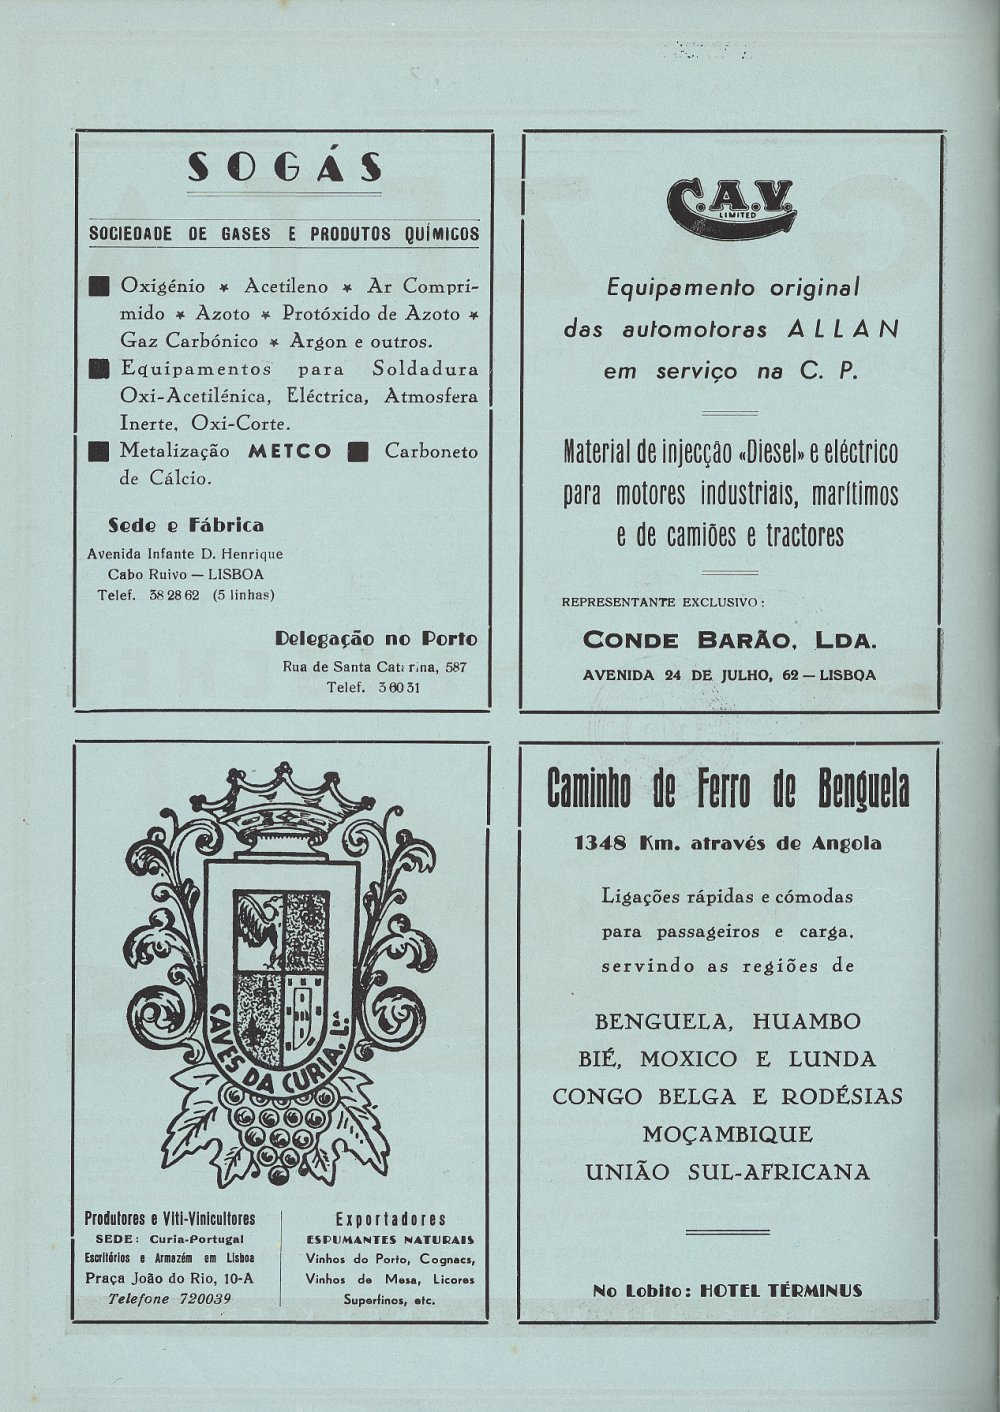 SOGÁS
SOCIEDADE DE GASES E PRODUTOS QUÍMICOS
Oxigénio * Acetileno * Ar Compri-
mido * Azoto * Protóxido de Azoto *
Gaz Carbónico * Argon e outros.
Equipamentos para Soldadura
Oxi-Acetilénica, Eléctrica, Atmosfera
Inerte, Oxi-Corte.
Metalização METCO ■ Carboneto
de Cálcio.
Sede e Fábrica
Avenida Infante D. Henrique
Cabo Ruivo — LISBOA
Telef. 38 28 62 (5 linhas)
Delegação no Porto
Rua de Santa Catarina, 587
Telef. 3 60 31
C.A.V.
LIMITED
Equipamento original
das automotoras ALLAN
em serviço na C. P.
Material de injecção «Diesel» e eléctrico
para motores industriais, marítimos
e de camiões e tractores
REPRESENTANTE EXCLUSIVO:
CONDE BARÃO, LDA.
AVENIDA 24 DE JULHO, 62 — LISBOA
CAVES DA CURIA, L.DA
Produtores e Viti-Vinicultores
SEDE: Curia-Portugal
Escritórios e Armazém em Lisboa
Praça João do Rio, 10-A
Telefone 720039
Exportadores
ESPUMANTES NATURAIS
Vinhos do Porto, Cognacs,
Vinhos de Mesa, Licores
Superfinos, etc.
Caminho de Ferro de Benguela
1348 Km. através de Angola
Ligações rápidas e cómodas
para passageiros e carga,
servindo as regiões de
BENGUELA, HUAMBO
BIÉ, MOXICO E LUNDA
CONGO BELGA E RODÉSIAS
MOÇAMBIQUE
UNIÃO SUL-AFRICANA
No Lobito: HOTEL TÉRMINUS